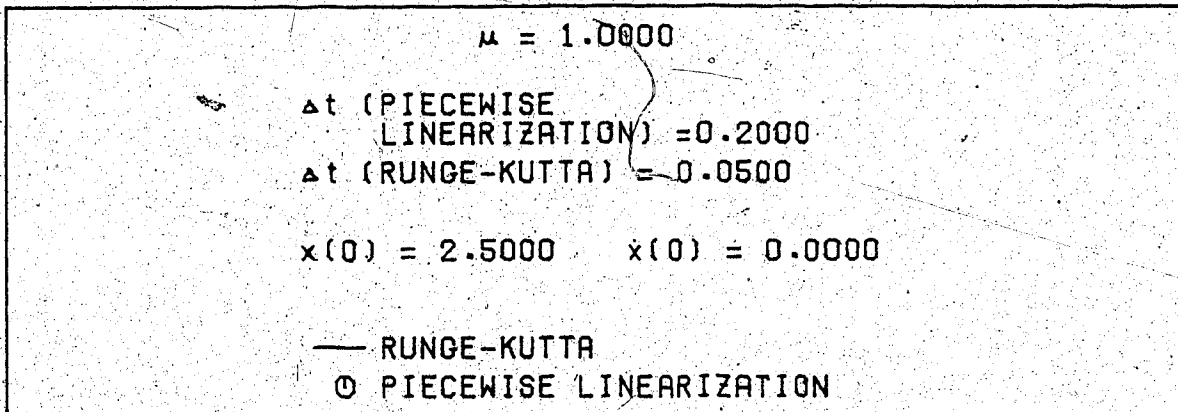 μ = 1.0000
Δt (PIECEWISE
LINEARIZATION) =0.2000
Δt (RUNGE-KUTTA) = 0.0500
x(0) = 2.5000 ẋ(0) = 0.0000
— RUNGE-KUTTA
⊙ PIECEWISE LINEARIZATION